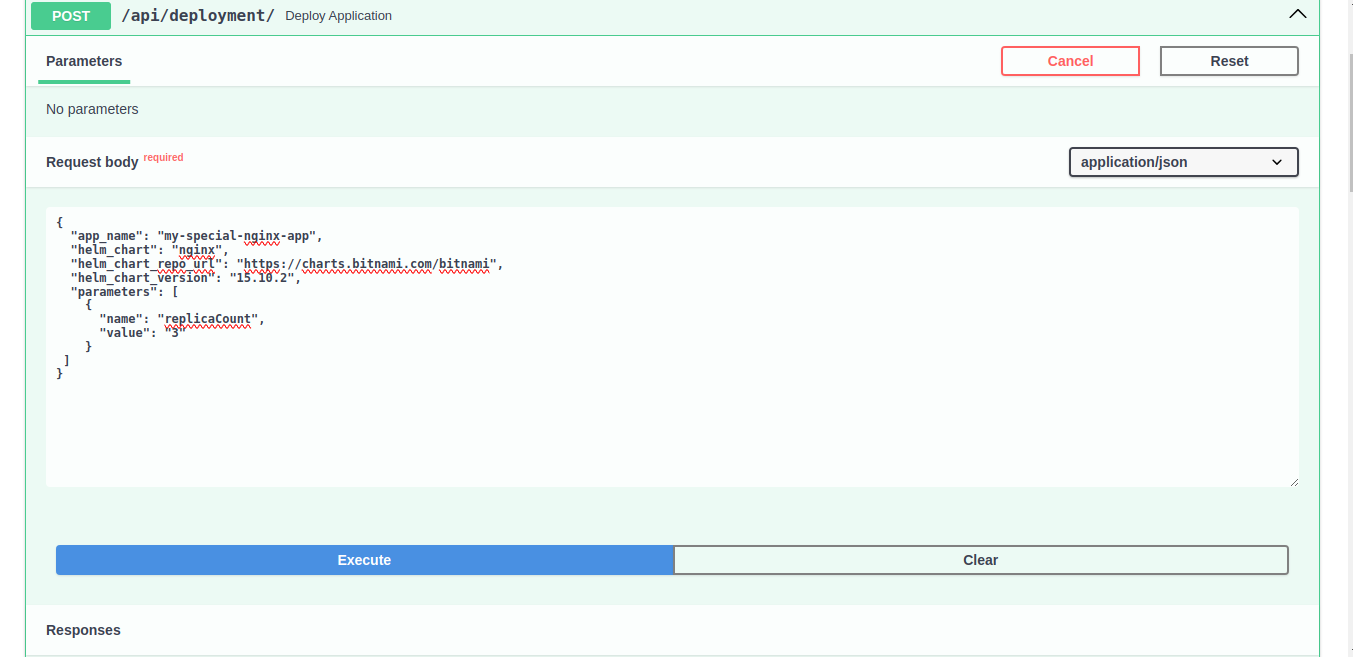 POST /api/deployment/ Deploy Application
Parameters Cancel Reset
No parameters
Request body required application/json
{
  "app_name": "my-special-nginx-app",
  "helm_chart": "nginx",
  "helm_chart_repo_url": "https://charts.bitnami.com/bitnami",
  "helm_chart_version": "15.10.2",
  "parameters": [
    {
      "name": "replicaCount",
      "value": "3"
    }
 ]
}
Execute Clear
Responses